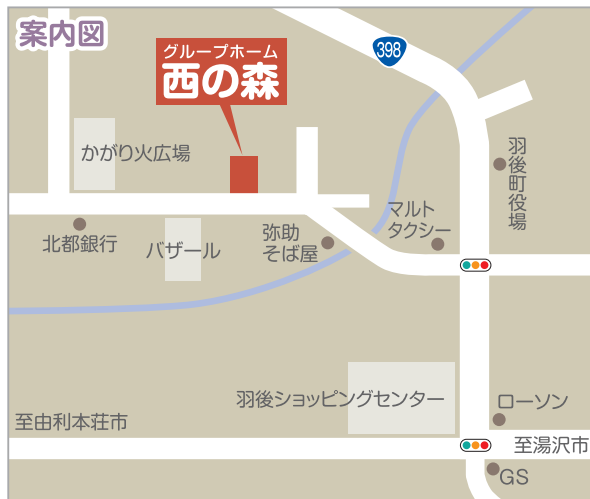 案内図
グループホーム
西の森
398
かがり火広場
羽後町役場
マルト
タクシー
北都銀行
バザール
弥助
そば屋
羽後ショッピングセンター
ローソン
至由利本荘市
至湯沢市
GS